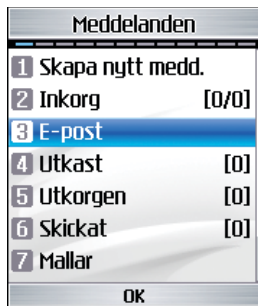 Meddelanden
1 Skapa nytt medd.
2 Inkorg [0/0]
3 E-post
4 Utkast [0]
5 Utkorgen [0]
6 Skickat [0]
7 Mallar
OK